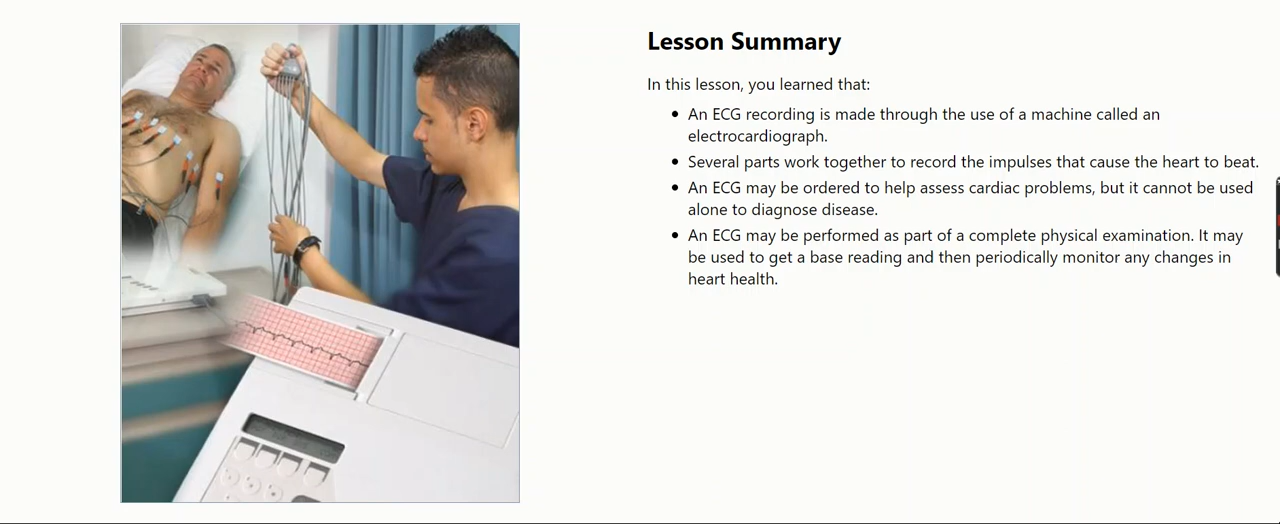 Lesson Summary
In this lesson, you learned that:
• An ECG recording is made through the use of a machine called an
electrocardiograph.
• Several parts work together to record the impulses that cause the heart to beat.
• An ECG may be ordered to help assess cardiac problems, but it cannot be used
alone to diagnose disease.
• An ECG may be performed as part of a complete physical examination. It may
be used to get a base reading and then periodically monitor any changes in
heart health.